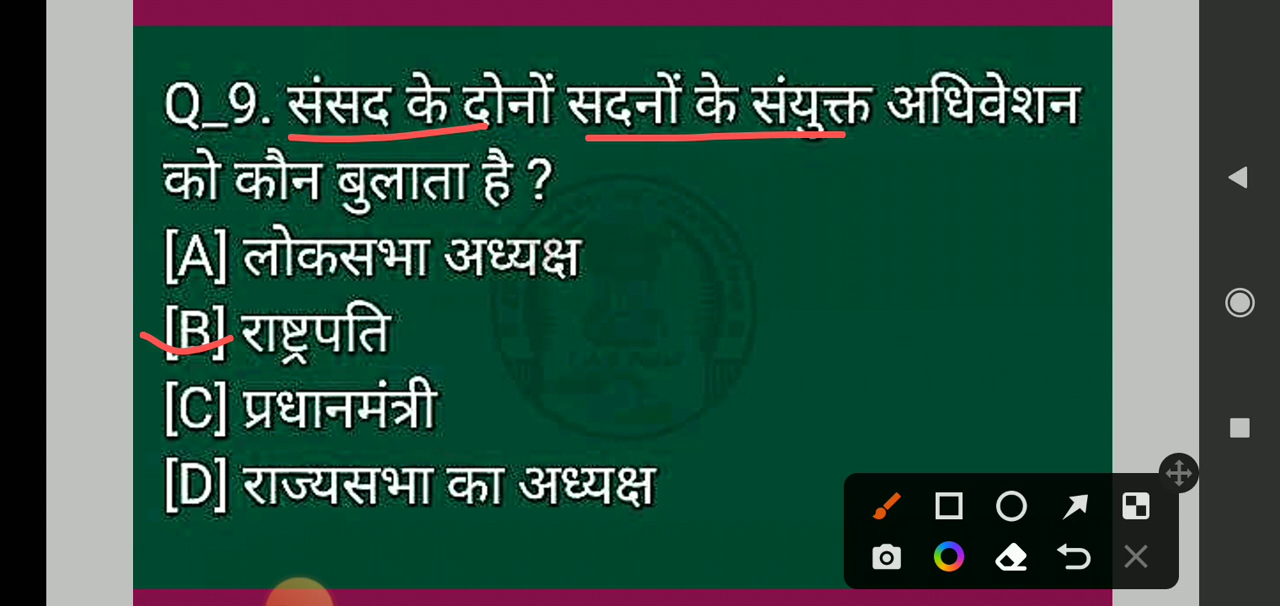 Q_9. संसद के दोनों सदनों के संयुक्त अधिवेशन
को कौन बुलाता है ?
[A] लोकसभा अध्यक्ष
[B] राष्ट्रपति
[C] प्रधानमंत्री
[D] राज्यसभा का अध्यक्ष